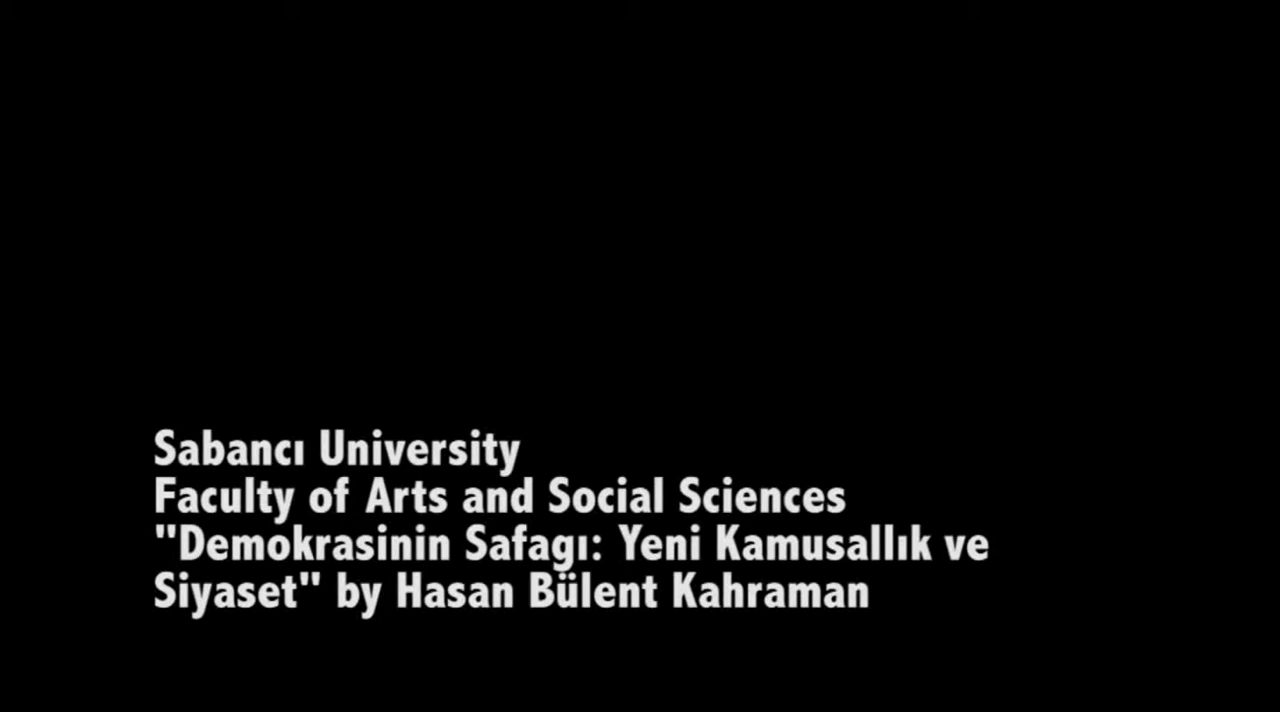 Sabancı University
Faculty of Arts and Social Sciences
"Demokrasinin Safagı: Yeni Kamusallık ve
Siyaset" by Hasan Bülent Kahraman